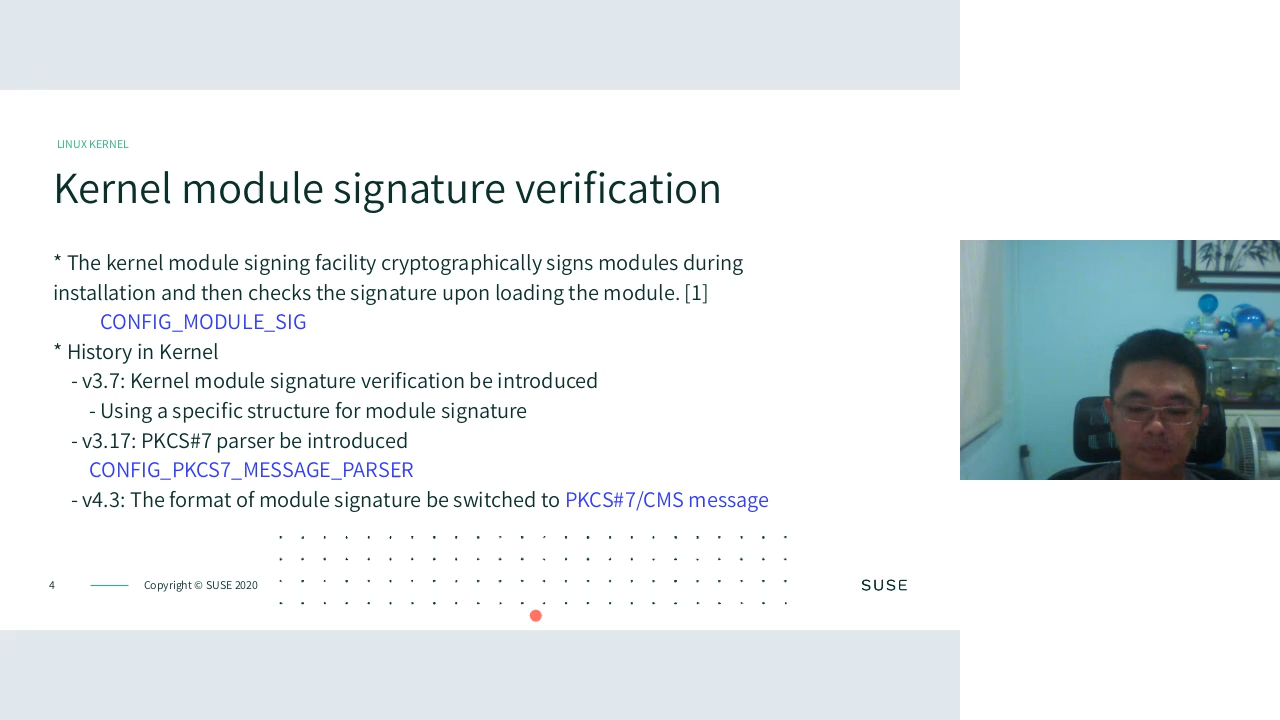 LINUX KERNEL
Kernel module signature verification
* The kernel module signing facility cryptographically signs modules during
installation and then checks the signature upon loading the module. [1]
CONFIG_MODULE_SIG
* History in Kernel
- v3.7: Kernel module signature verification be introduced
- Using a specific structure for module signature
- v3.17: PKCS#7 parser be introduced
CONFIG_PKCS7_MESSAGE_PARSER
- v4.3: The format of module signature be switched to PKCS#7/CMS message
4
Copyright © SUSE 2020
SUSE